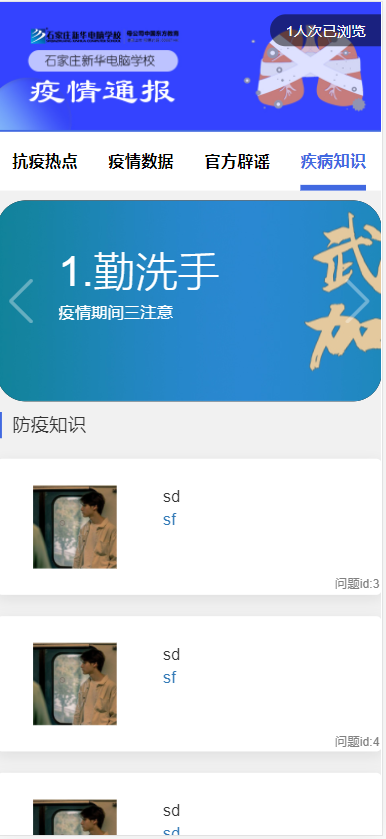 1人次已浏览
石家庄新华电脑学校
石家庄新华电脑学校
疫情通报
抗疫热点 疫情数据 官方辟谣 疾病知识
1.勤洗手
疫情期间三注意
武
加
防疫知识
sd
sf
问题id:3
sd
sf
问题id:4
sd
sd